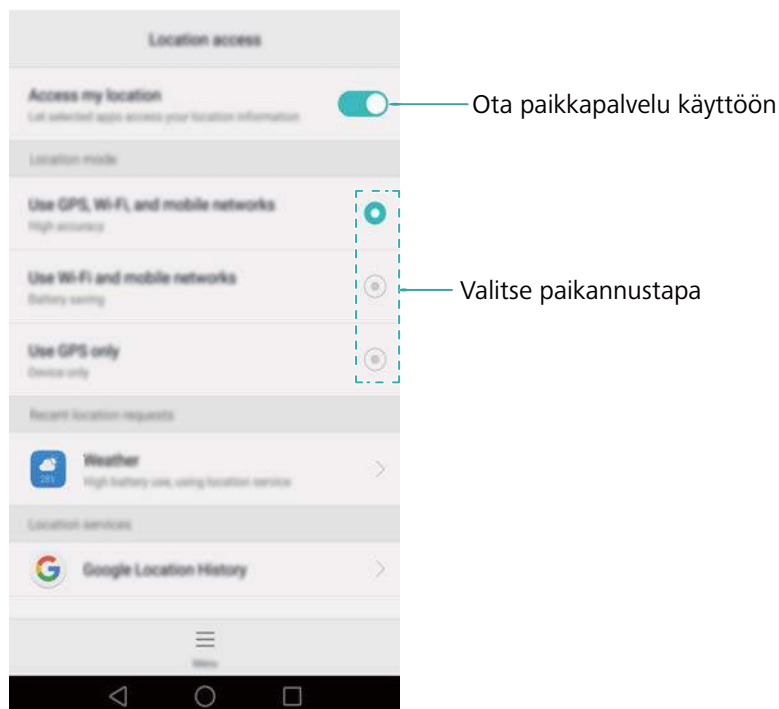 Location access
Access my location
Ota paikkapalvelu käyttöön
Let selected apps access your location information
Location mode
Use GPS, Wi-Fi, and mobile networks
High accuracy
Use Wi-Fi and mobile networks
Battery saving
Valitse paikannustapa
Use GPS only
Device only
Recent location requests
Weather
High battery use, using location service
Location services
Google Location History
Menu